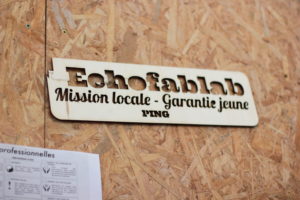 Echofablab
Mission locale - Garantie jeune
PING
professionnelles